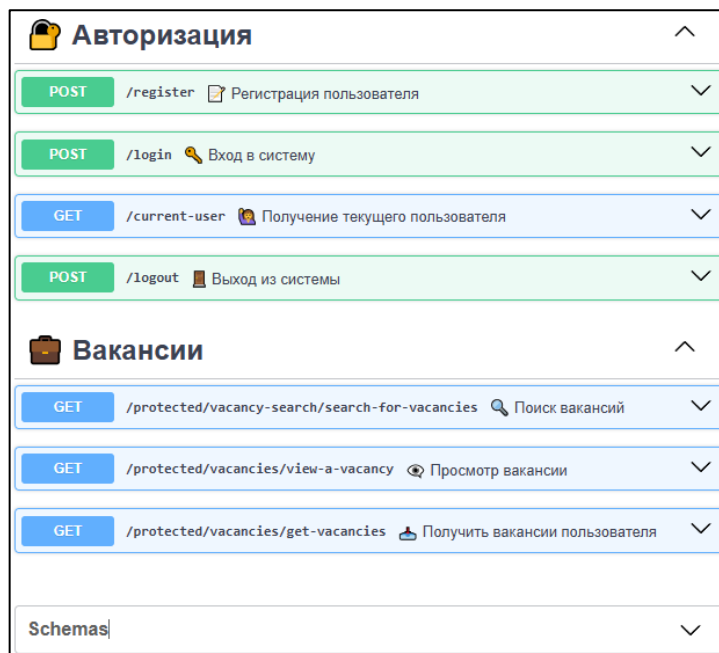 Авторизация
POST /register Регистрация пользователя
POST /login Вход в систему
GET /current-user Получение текущего пользователя
POST /logout Выход из системы
Вакансии
GET /protected/vacancy-search/search-for-vacancies Поиск вакансий
GET /protected/vacancies/view-a-vacancy Просмотр вакансии
GET /protected/vacancies/get-vacancies Получить вакансии пользователя
Schemas